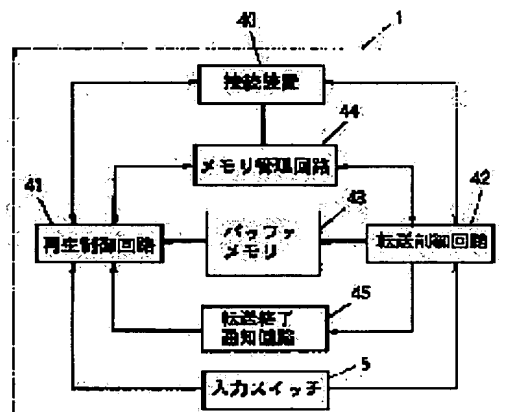 40
1
接続装置
44
メモリ管理回路
41
43
42
再生制御回路
バッファ
メモリ
転送制御回路
45
転送終了
通知回路
5
入力スイッチ